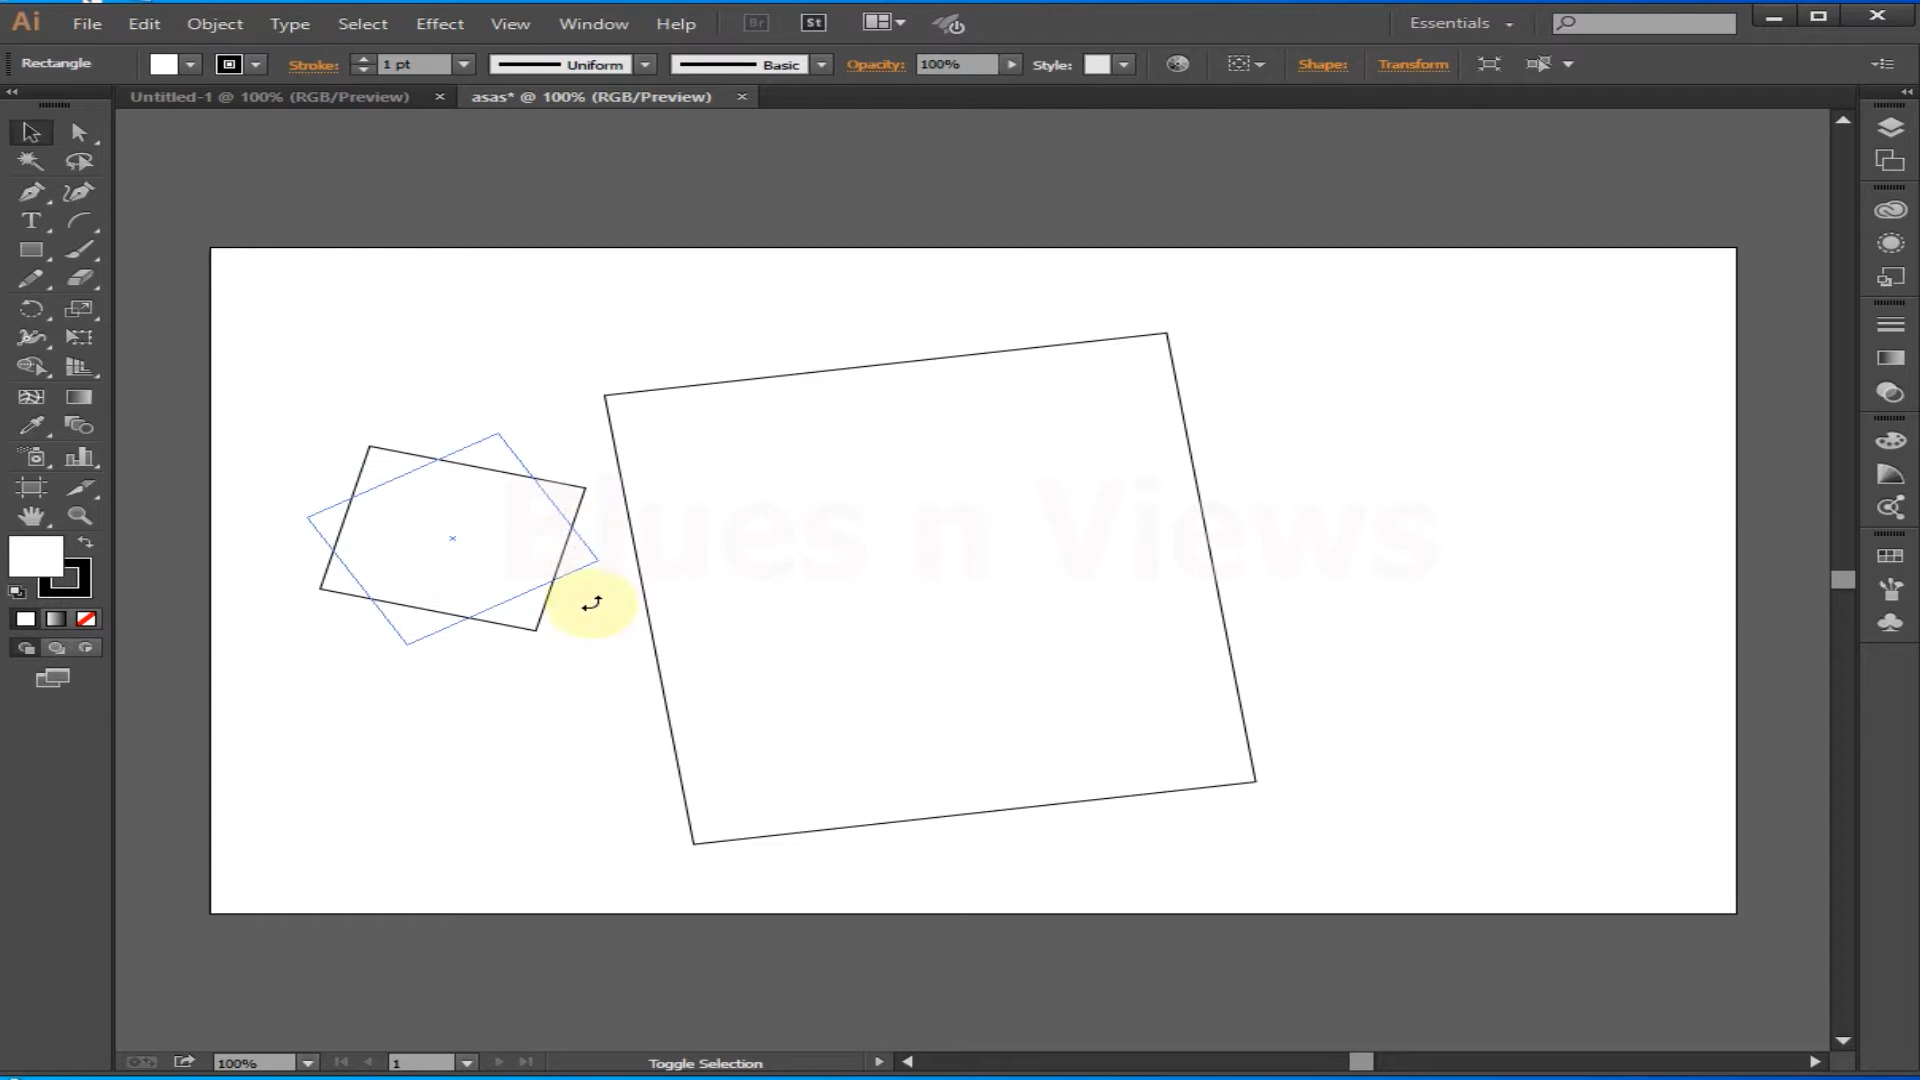 Ai File Edit Object Type Select Effect View Window Help Br St Essentials
Rectangle Stroke: 1 pt Uniform Basic Opacity: 100% Style: Shape: Transform
Untitled-1 @ 100% (RGB/Preview) × asas* @ 100% (RGB/Preview) ×
T
Blues n Views
100% 1 Toggle Selection